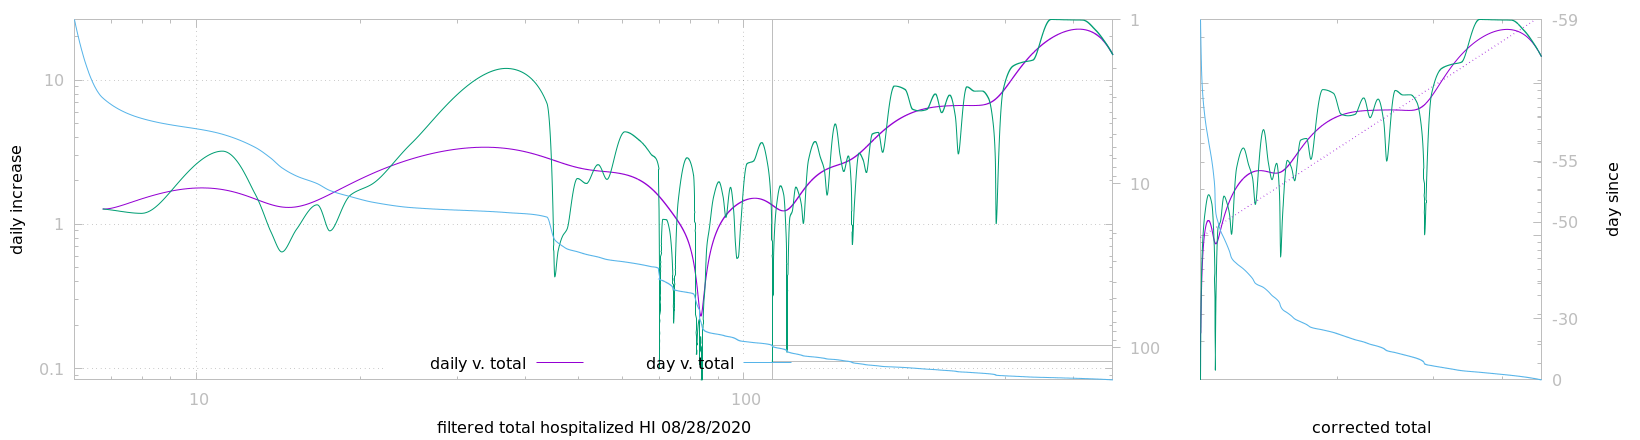 1
-59
10
-55
10
1
-50
daily increase
day since
-30
100
0.1
daily v. total
day v. total
0
10
100
filtered total hospitalized HI 08/28/2020
corrected total